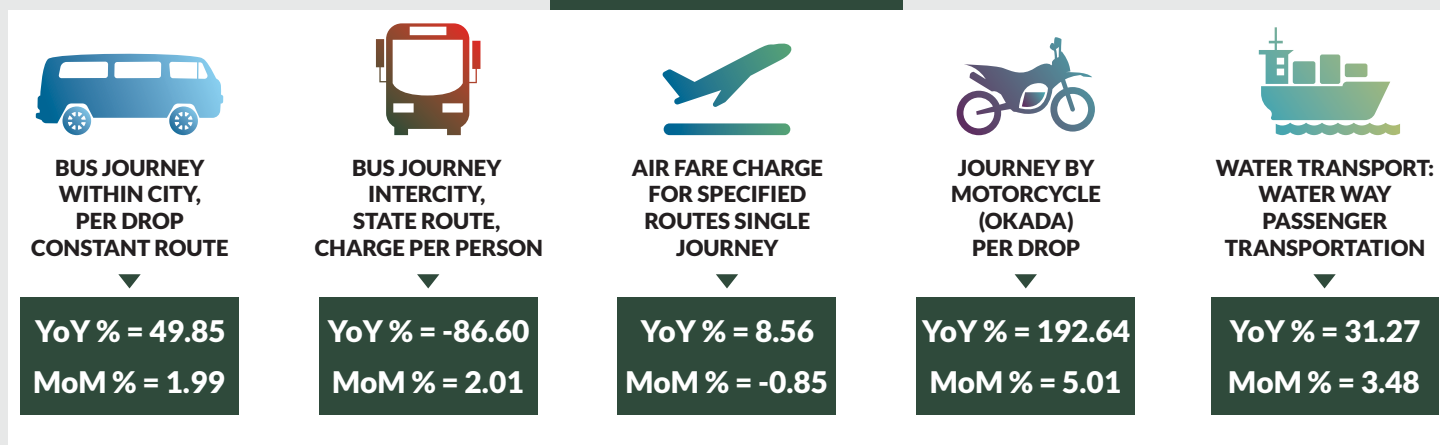 BUS JOURNEY
WITHIN CITY,
PER DROP
CONSTANT ROUTE
YoY % = 49.85
MoM % = 1.99
BUS JOURNEY
INTERCITY,
STATE ROUTE,
CHARGE PER PERSON
YoY % = -86.60
MoM % = 2.01
AIR FARE CHARGE
FOR SPECIFIED
ROUTES SINGLE
JOURNEY
YoY % = 8.56
MoM % = -0.85
JOURNEY BY
MOTORCYCLE
(OKADA)
PER DROP
YoY % = 192.64
MoM % = 5.01
WATER TRANSPORT:
WATER WAY
PASSENGER
TRANSPORTATION
YoY % = 31.27
MoM % = 3.48